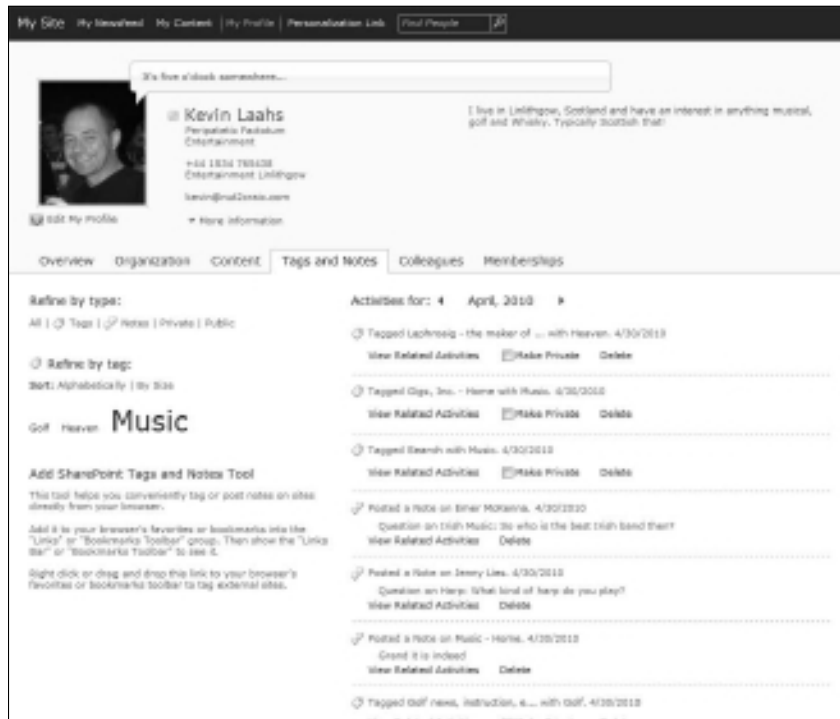 My Site My Newsfeed My Content | My Profile | Personalization Link Find People
It's five o'clock somewhere...
Kevin Laahs
Peripatetic Factotum
Entertainment
+44 1534 765438
Entertainment Linlithgow
More information
I live in Linlithgow, Scotland and have an interest in anything musical,
golf and Whisky. Typically Scottish that!
Edit My Profile
Overview Organization Content Tags and Notes Colleagues Memberships
Refine by type:
All | Tags | Notes | Private | Public
Refine by tag:
Sort: Alphabetically | By Size
Golf Heaven Music
Add SharePoint Tags and Notes Tool
This tool helps you conveniently tag or post notes on sites
directly from your browser.
Add it to your browser's favorites or bookmarks into the
"Links" or "Bookmarks Toolbar" group. Then show the "Links
Bar" or "Bookmarks Toolbar" to see it.
Right click or drag and drop this link to your browser's
favorites or bookmarks toolbar to tag external sites.
Activities for: April, 2010
Tagged Laphroaig - the maker of ... with Heaven. 4/30/2010
View Related Activities Make Private Delete
Tagged Gigs, Inc. - Home with Music. 4/30/2010
View Related Activities Make Private Delete
Tagged Search with Music. 4/30/2010
View Related Activities Make Private Delete
Posted a Note on Emer McKenna. 4/30/2010
Question on Irish Music: So who is the best Irish band then?
View Related Activities Delete
Posted a Note on Jenny Lies. 4/30/2010
Question on Harp: What kind of harp do you play?
View Related Activities Delete
Posted a Note on Music - Home. 4/30/2010
Grand it is indeed
View Related Activities Delete
Tagged Golf news, instruction, e... with Golf. 4/30/2010